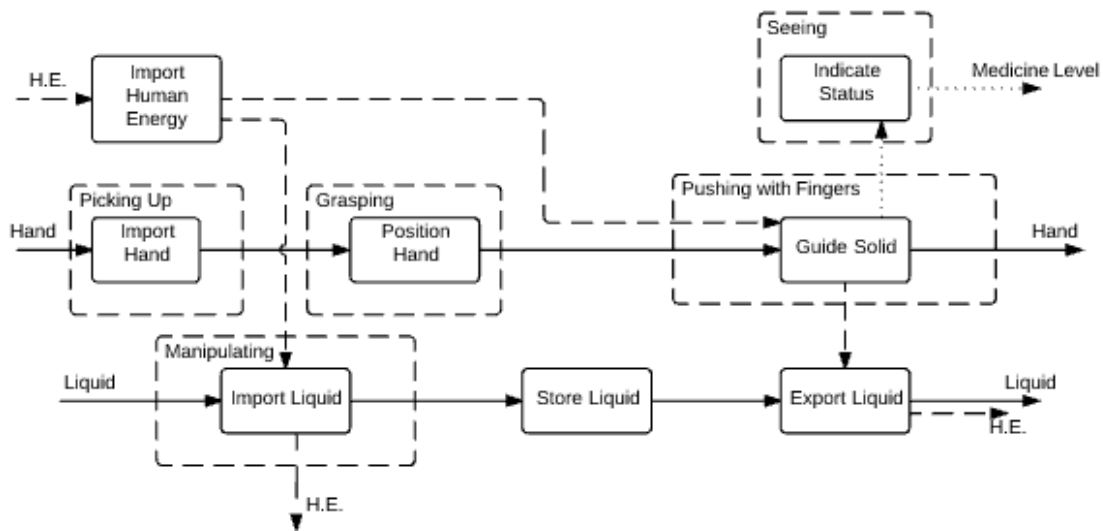 Seeing
Indicate
Status
Medicine Level
H.E.
Import
Human
Energy
Picking Up
Grasping
Pushing with Fingers
Hand
Import
Hand
Position
Hand
Guide Solid
Hand
Manipulating
Liquid
Import Liquid
Store Liquid
Export Liquid
Liquid
H.E.
H.E.